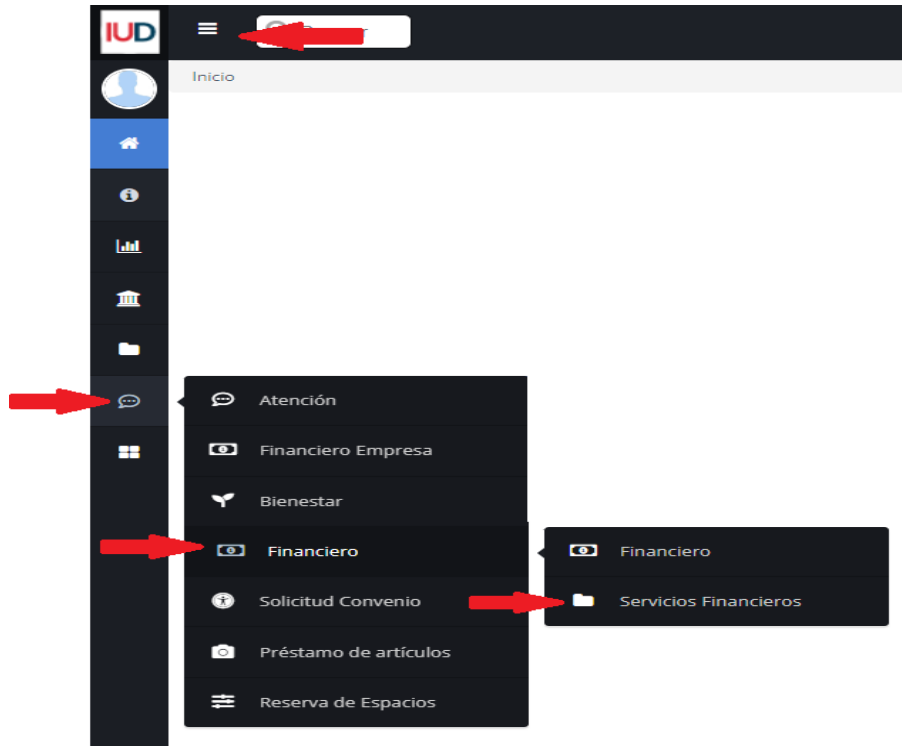 IUD
Inicio
Atención
Financiero Empresa
Bienestar
Financiero
Financiero
Solicitud Convenio
Servicios Financieros
Préstamo de artículos
Reserva de Espacios